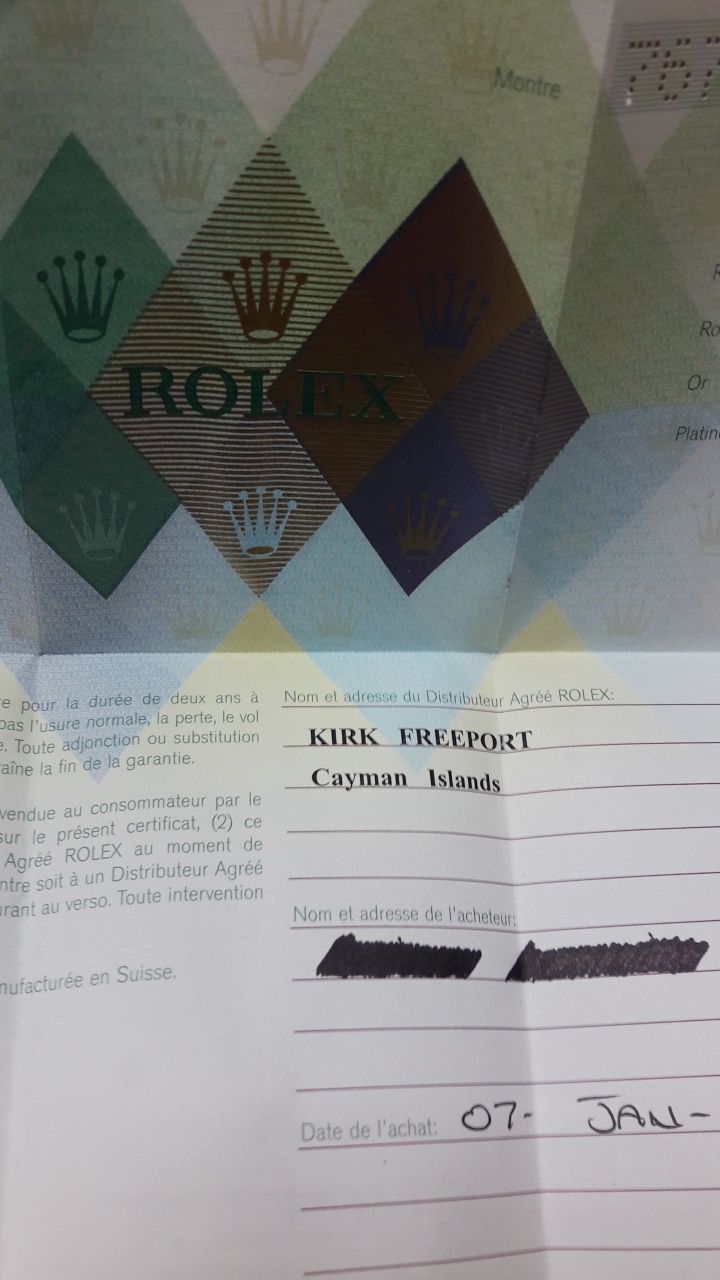 Montre
767
ROLEX
Ro
Or
Platin
re pour la durée de deux ans à
pas l'usure normale, la perte, le vol
e. Toute adjonction ou substitution
aîne la fin de la garantie.
vendue au consommateur par le
sur le présent certificat, (2) ce
Agréé ROLEX au moment de
ntre soit à un Distributeur Agréé
urant au verso. Toute intervention
nufacturée en Suisse.
Nom et adresse du Distributeur Agréé ROLEX:
KIRK FREEPORT
Cayman Islands
Nom et adresse de l'acheteur:
Date de l'achat: 07- JAN-